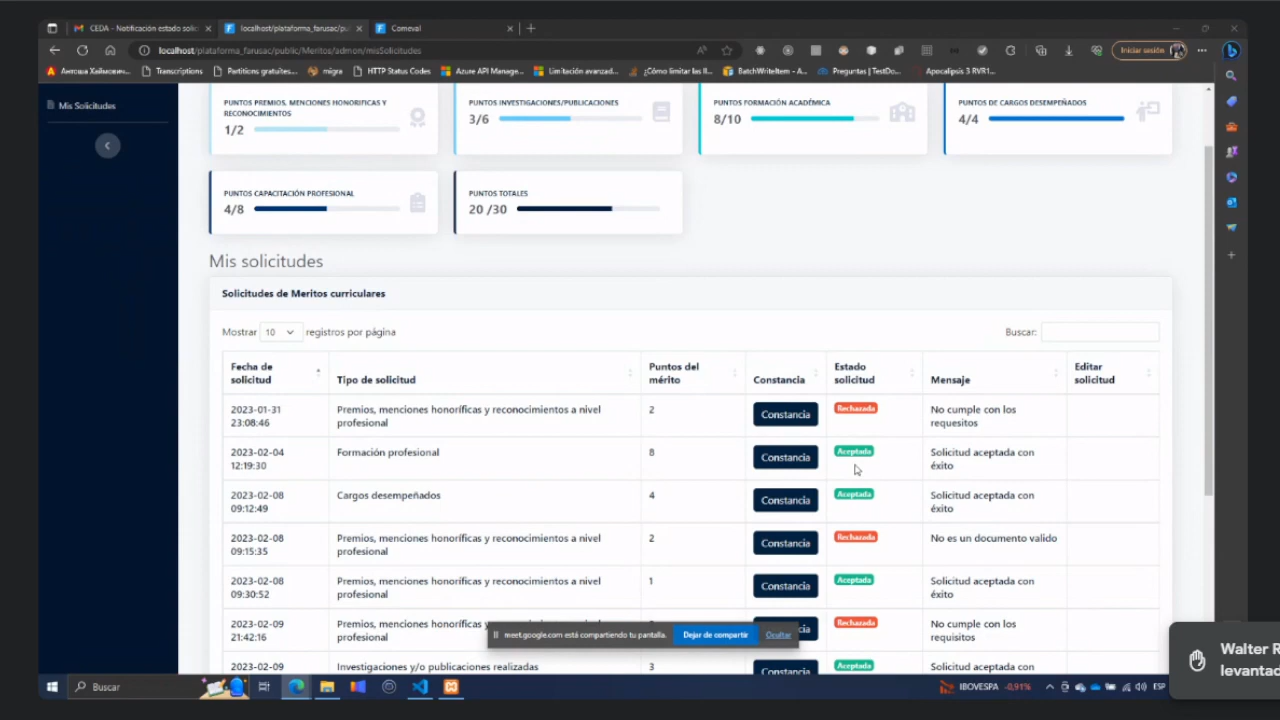 CEDA - Notificación estado solic
localhost/plataforma_farusac/pu
Comeval
localhost/plataforma_farusac/public/Meritos/admon/misSolicitudes
Iniciar sesión
Антоша Хаймович...
Transcriptions
Partitions gratuites...
migra
HTTP Status Codes
Azure API Manage...
Limitación avanzad...
¿Cómo limitar las ll...
BatchWriteItem - A...
Preguntas | TestDo...
Apocalipsis 3 RVR1...
Mis Solicitudes
PUNTOS PREMIOS, MENCIONES HONORIFICAS Y
RECONOCIMIENTOS
1/2
PUNTOS INVESTIGACIONES/PUBLICACIONES
3/6
PUNTOS FORMACIÓN ACADÉMICA
8/10
PUNTOS DE CARGOS DESEMPEÑADOS
4/4
PUNTOS CAPACITACIÓN PROFESIONAL
4/8
PUNTOS TOTALES
20 /30
Mis solicitudes
Solicitudes de Meritos curriculares
Mostrar 10 registros por página
Buscar:
Fecha de
solicitud
Tipo de solicitud
Puntos del
mérito
Constancia
Estado
solicitud
Mensaje
Editar
solicitud
2023-01-31
23:08:46
Premios, menciones honoríficas y reconocimientos a nivel
profesional
2
Constancia
Rechazada
No cumple con los
requesitos
2023-02-04
12:19:30
Formación profesional
8
Constancia
Aceptada
Solicitud aceptada con
éxito
2023-02-08
09:12:49
Cargos desempeñados
4
Constancia
Aceptada
Solicitud aceptada con
éxito
2023-02-08
09:15:35
Premios, menciones honoríficas y reconocimientos a nivel
profesional
2
Constancia
Rechazada
No es un documento valido
2023-02-08
09:30:52
Premios, menciones honoríficas y reconocimientos a nivel
profesional
1
Constancia
Aceptada
Solicitud aceptada con
éxito
2023-02-09
21:42:16
Premios, menciones honoríficas y reconocimientos a nivel
profesional
Rechazada
No cumple con los
requisitos
2023-02-09
Investigaciones y/o publicaciones realizadas
3
Constancia
Aceptada
Solicitud aceptada con
meet.google.com está compartiendo tu pantalla.
Dejar de compartir
Ocultar
Walter R
levantad
Buscar
IBOVESPA -0,91%
ESP